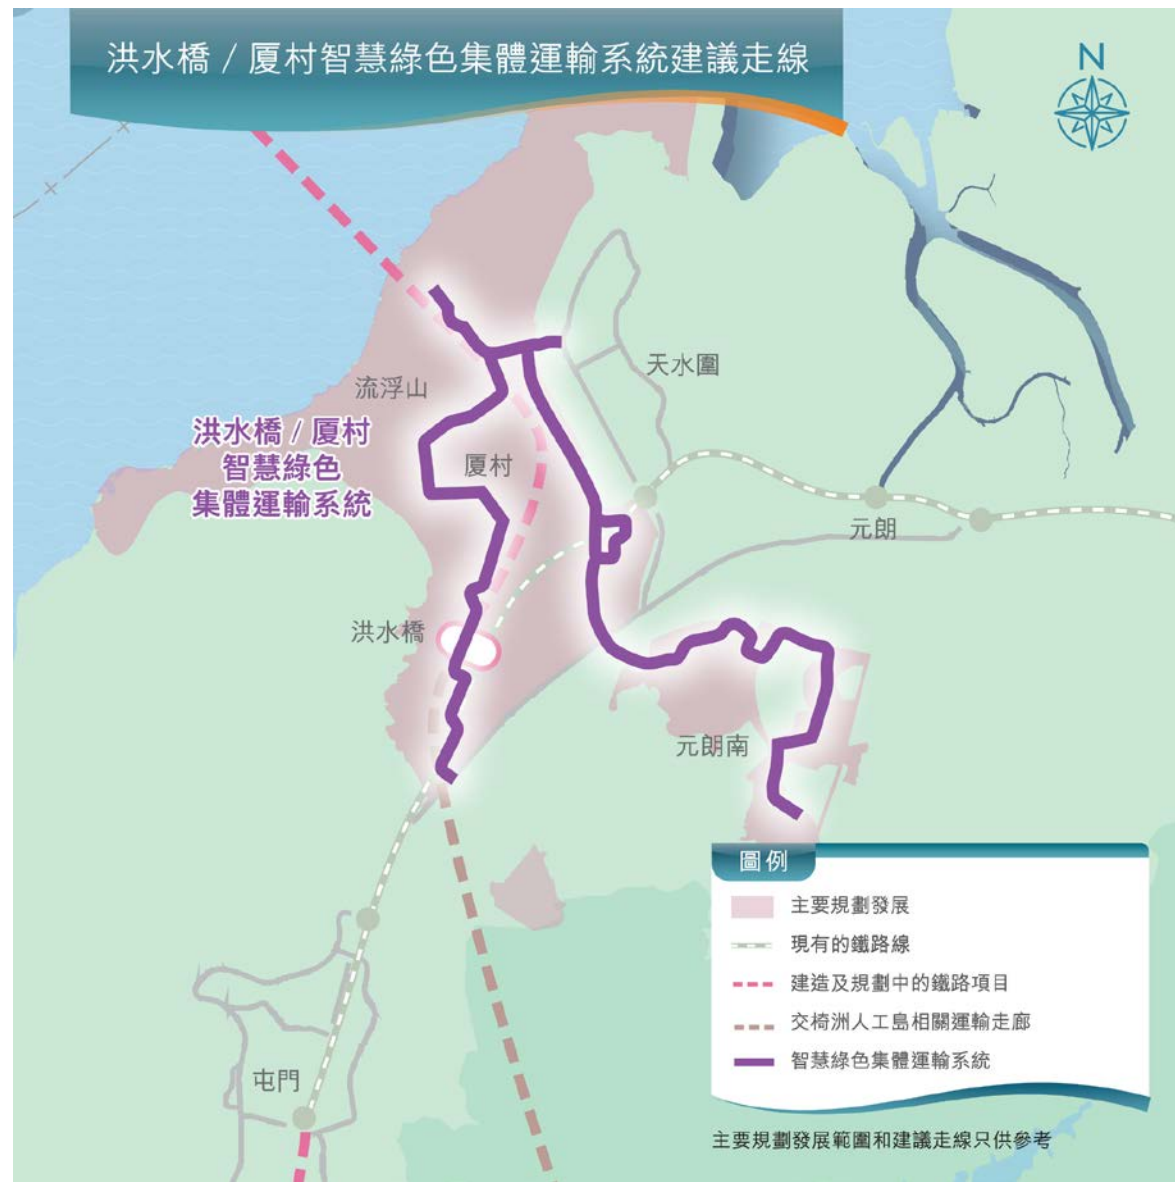 洪水橋 / 厦村智慧綠色集體運輸系統建議走線
N
天水圍
流浮山
洪水橋 / 厦村
智慧綠色
集體運輸系統
厦村
元朗
洪水橋
元朗南
屯門
圖例
主要規劃發展
現有的鐵路線
建造及規劃中的鐵路項目
交椅洲人工島相關運輸走廊
智慧綠色集體運輸系統
主要規劃發展範圍和建議走線只供參考